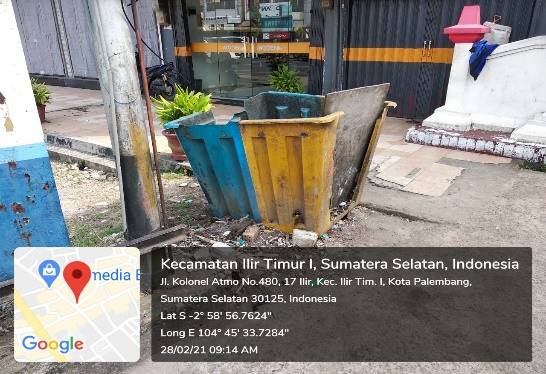 Kecamatan Ilir Timur I, Sumatera Selatan, Indonesia
Jl. Kolonel Atmo No.480, 17 Ilir, Kec. Ilir Tim. I, Kota Palembang,
Sumatera Selatan 30125, Indonesia
Lat S -2° 58' 56.7624"
Long E 104° 45' 33.7284"
28/02/21 09:14 AM
media E
Google